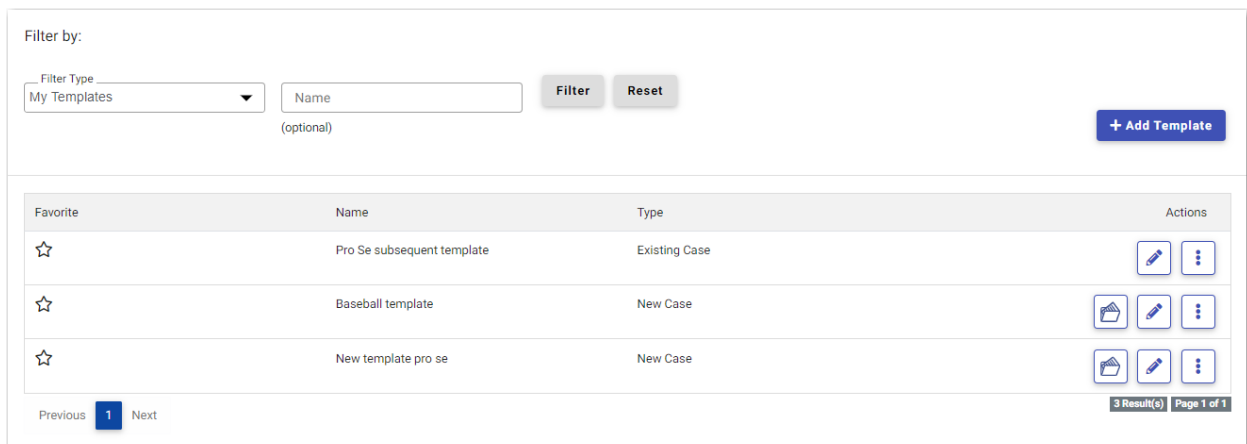 Filter by:
Filter Type
My Templates
Name
(optional)
Filter
Reset
+ Add Template
Favorite Name Type Actions
Pro Se subsequent template Existing Case
Baseball template New Case
New template pro se New Case
Previous 1 Next
3 Result(s) Page 1 of 1